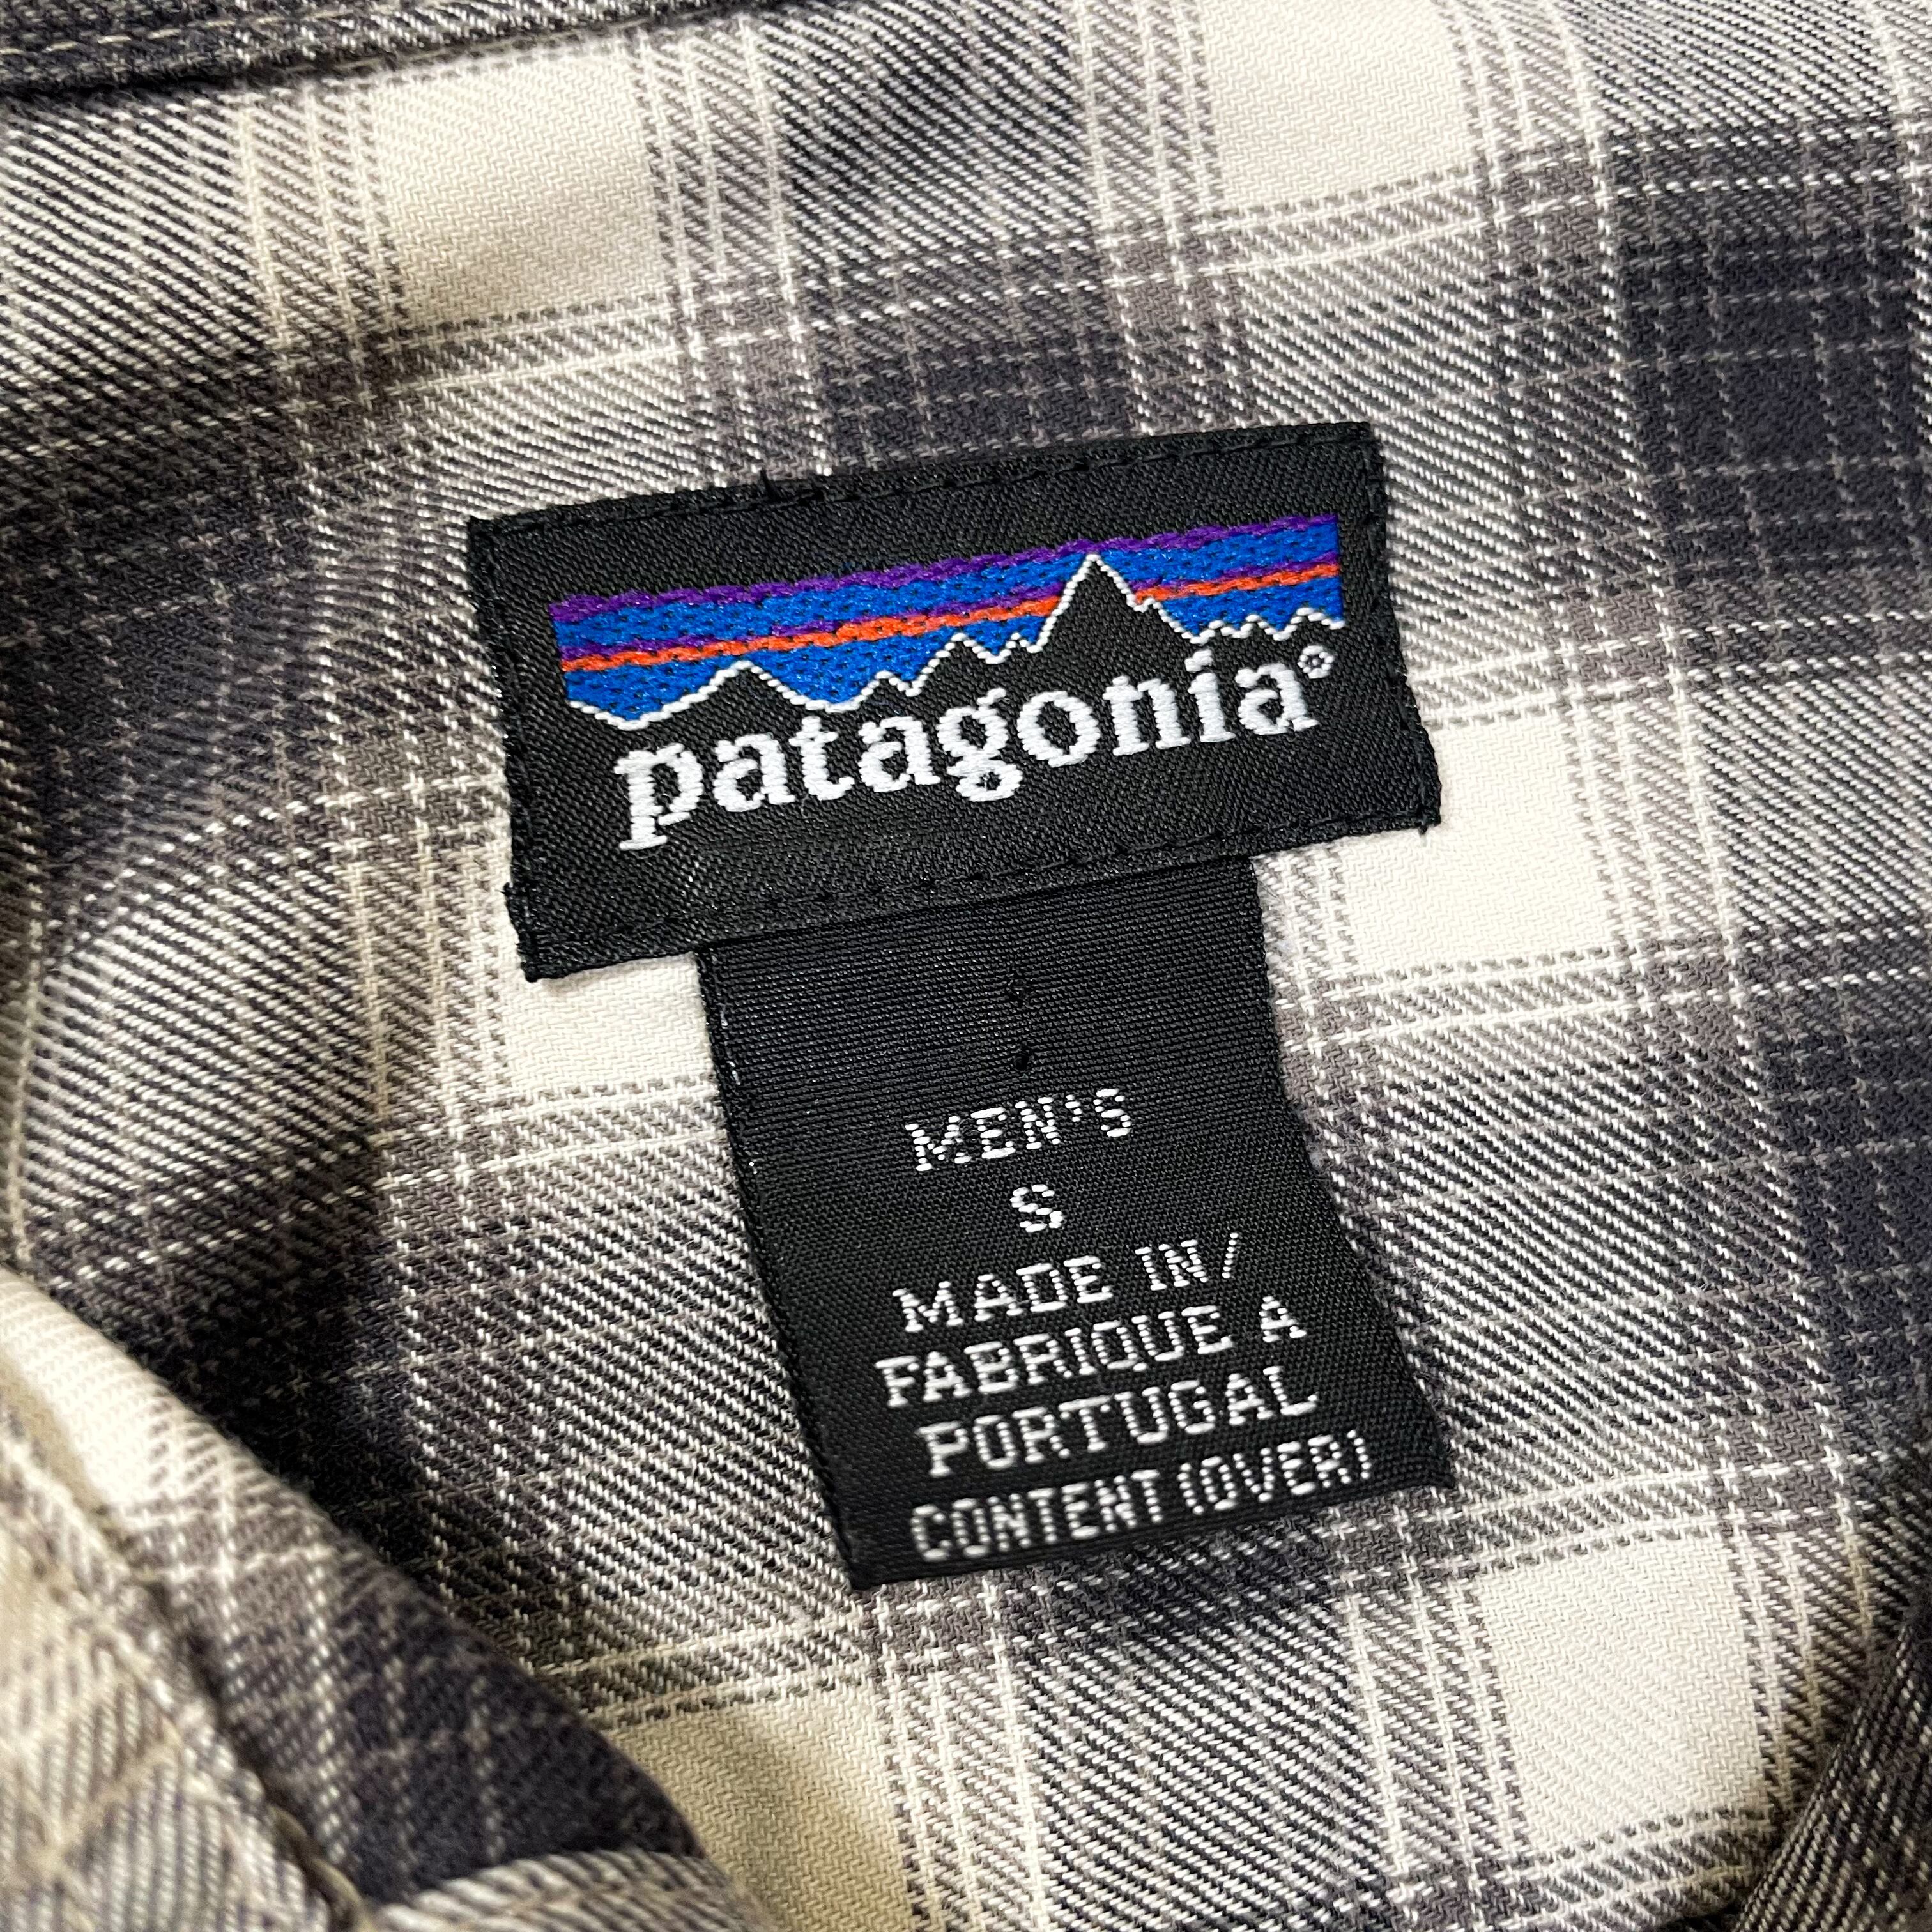 patagonia®
MEN'S
S
MADE IN/
FABRIQUE A
PORTUGAL
CONTENT (OVER)